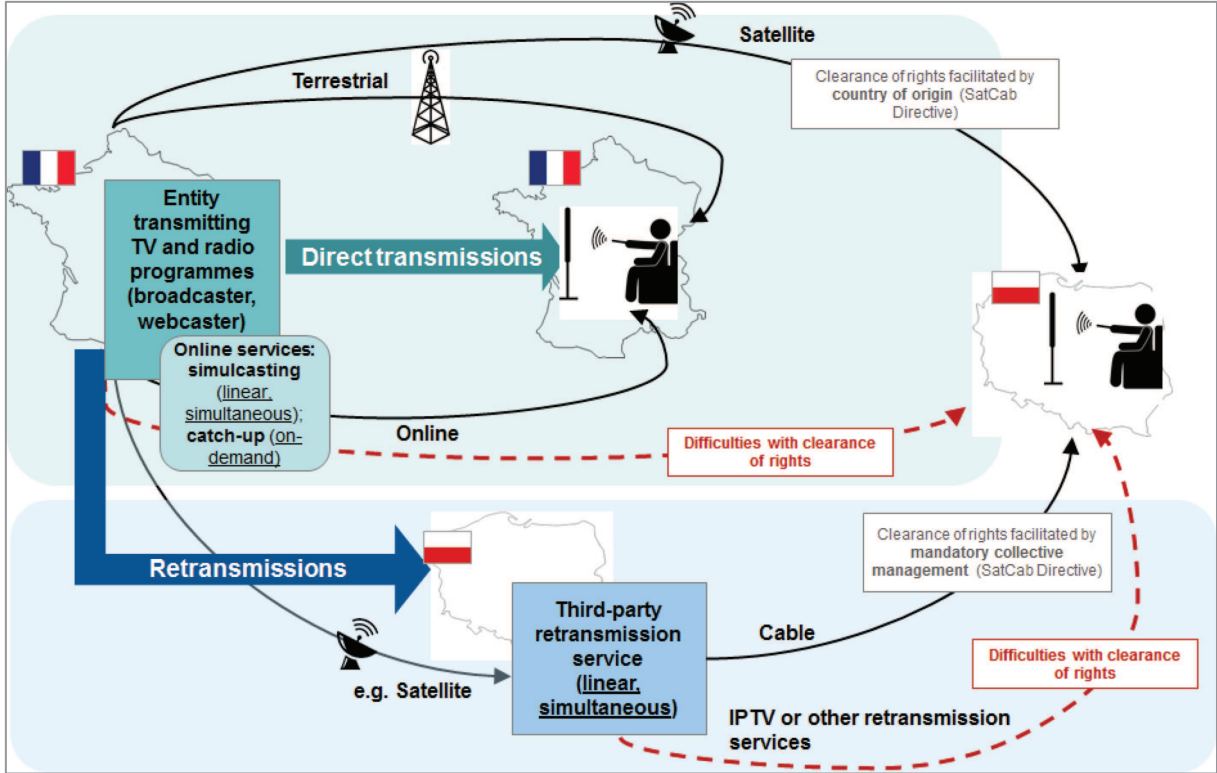 Satellite
Terrestrial
Clearance of rights facilitated by
country of origin (SatCab
Directive)
Entity
transmitting
TV and radio
programmes
(broadcaster,
webcaster)
Direct transmissions
Online services:
simulcasting
(linear,
simultaneous);
catch-up (on-
demand)
Online
Difficulties with clearance
of rights
Retransmissions
Clearance of rights facilitated by
mandatory collective
management (SatCab Directive)
Third-party
retransmission
service
(linear,
simultaneous)
Cable
Difficulties with clearance
of rights
e.g. Satellite
IPTV or other retransmission
services